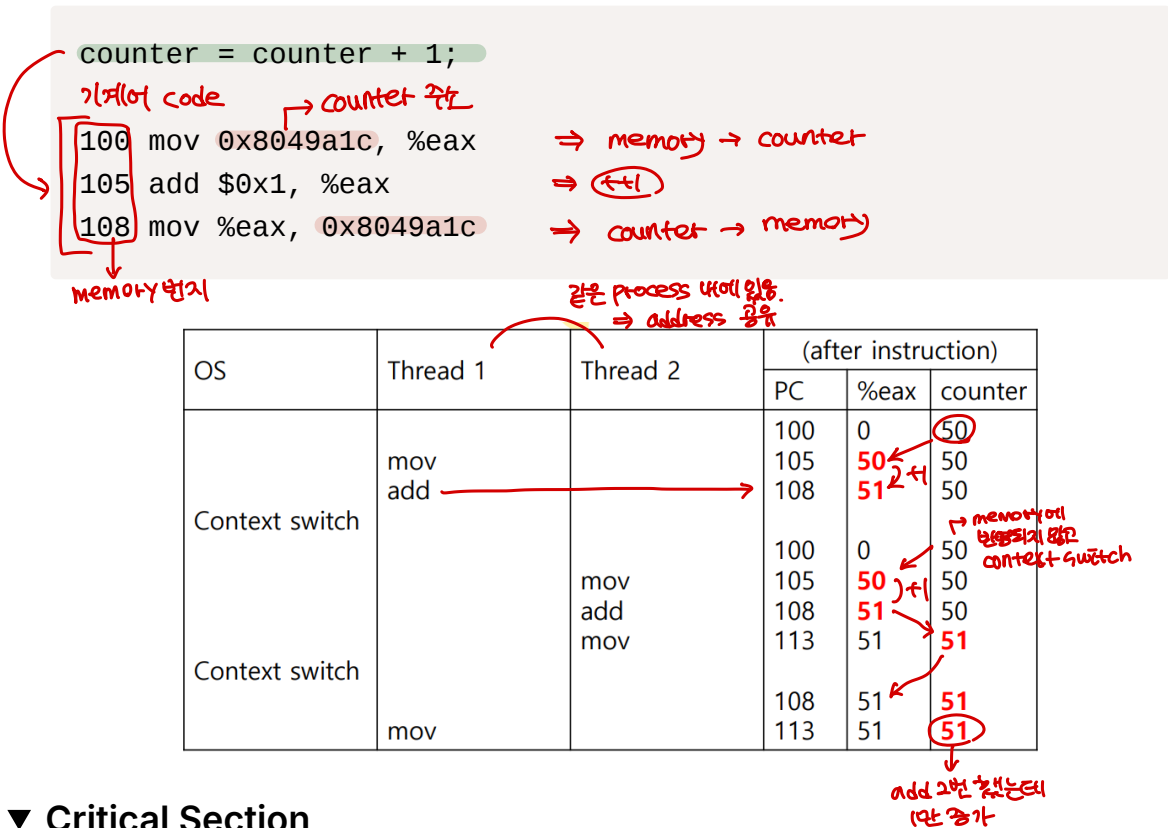 counter = counter + 1;
기계어 code
→ counter 주소
100 mov 0x8049a1c, %eax ⇒ memory → counter
105 add $0x1, %eax ⇒ +1
108 mov %eax, 0x8049a1c ⇒ counter → memory
memory 번지
같은 process 내에 있음.
⇒ address 공유
OS Thread 1 Thread 2 (after instruction)
PC %eax counter
100 0 50
mov 105 50 50
+1
add 108 51 50
Context switch
→ memory에
반영되지 않고
context switch
100 0 50
mov 105 50 50
+1
add 108 51 50
mov 113 51 51
Context switch
108 51 51
mov 113 51 51
add 2번 했는데
1만 증가
▼ Critical Section